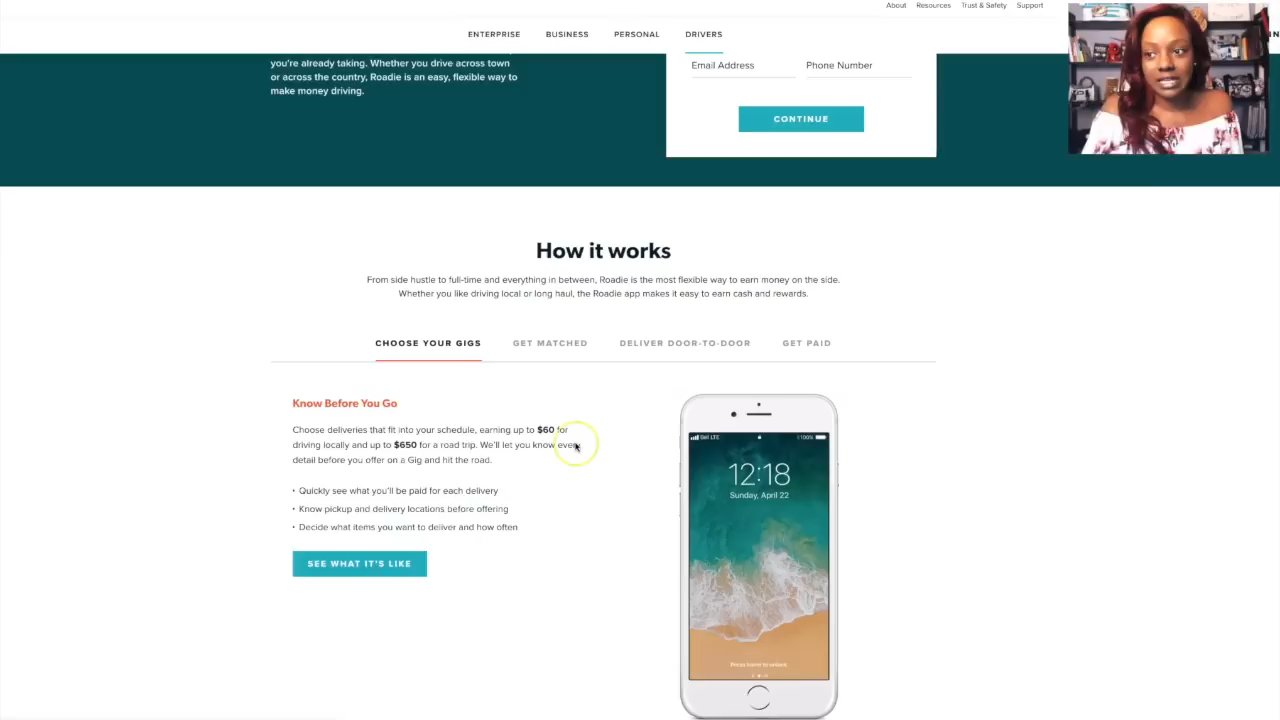 About Resources Trust & Safety Support
ENTERPRISE BUSINESS PERSONAL DRIVERS
you're already taking. Whether you drive across town
or across the country, Roadie is an easy, flexible way to
make money driving.
Email Address Phone Number
CONTINUE
How it works
From side hustle to full-time and everything in between, Roadie is the most flexible way to earn money on the side.
Whether you like driving local or long haul, the Roadie app makes it easy to earn cash and rewards.
CHOOSE YOUR GIGS GET MATCHED DELIVER DOOR-TO-DOOR GET PAID
Know Before You Go
Choose deliveries that fit into your schedule, earning up to $60 for
driving locally and up to $650 for a road trip. We'll let you know every
detail before you offer on a Gig and hit the road.
• Quickly see what you'll be paid for each delivery
• Know pickup and delivery locations before offering
• Decide what items you want to deliver and how often
SEE WHAT IT'S LIKE
Bell LTE 100%
12:18
Sunday, April 22
Press home to unlock